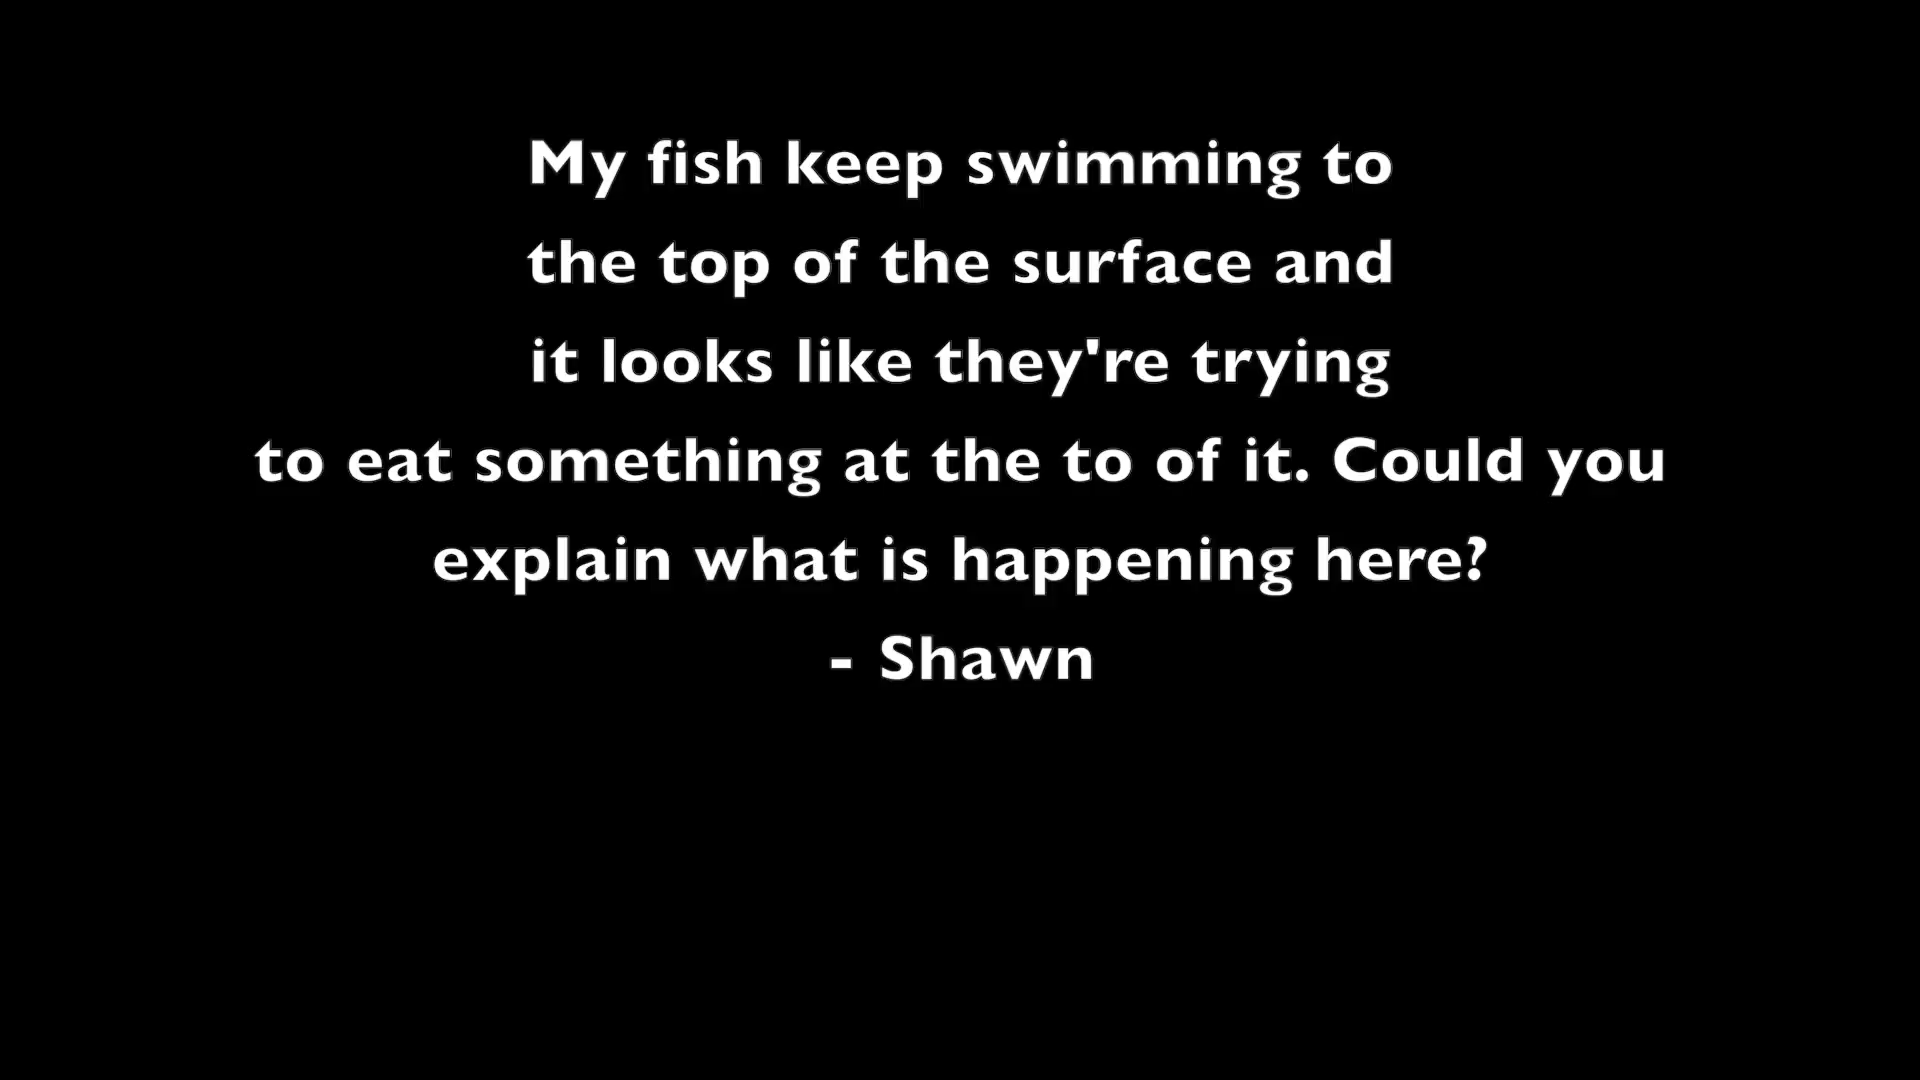 My fish keep swimming to
the top of the surface and
it looks like they're trying
to eat something at the to of it. Could you
explain what is happening here?
- Shawn